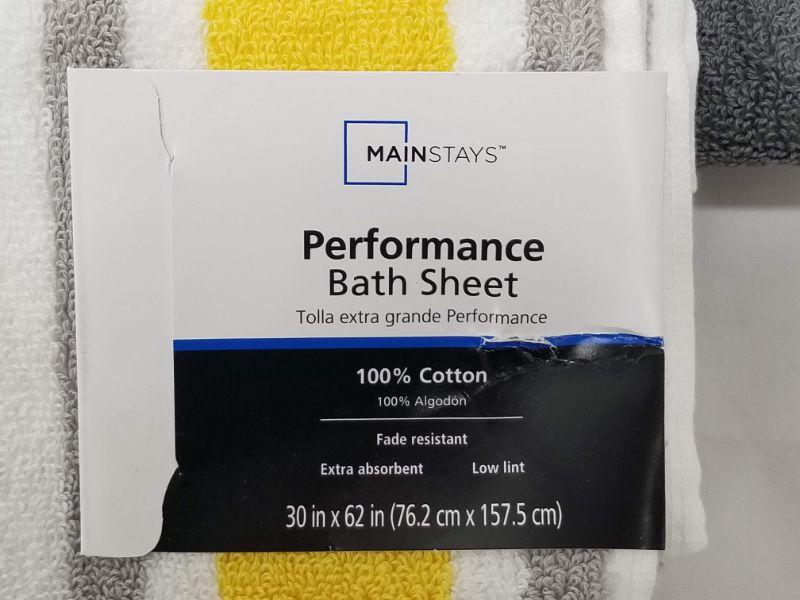 MAINSTAYS™
Performance
Bath Sheet
Tolla extra grande Performance
100% Cotton
100% Algodón
Fade resistant
Extra absorbent Low lint
30 in x 62 in (76.2 cm x 157.5 cm)